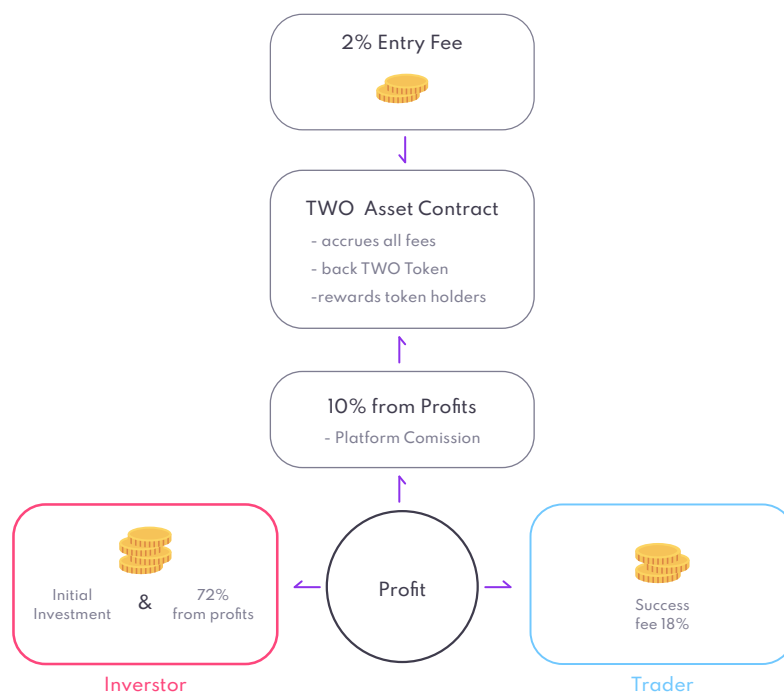 2% Entry Fee
TWO Asset Contract
- accrues all fees
- back TWO Token
-rewards token holders
10% from Profits
- Platform Comission
Initial
Investment
&
72%
from profits
Profit
Success
fee 18%
Inverstor
Trader